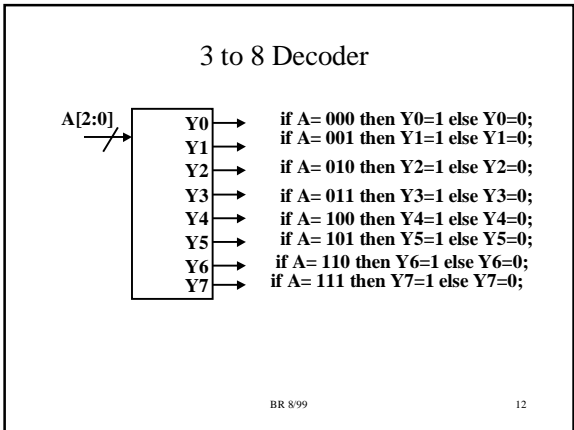 3 to 8 Decoder
A[2:0]
Y0 if A= 000 then Y0=1 else Y0=0;
Y1 if A= 001 then Y1=1 else Y1=0;
Y2 if A= 010 then Y2=1 else Y2=0;
Y3 if A= 011 then Y3=1 else Y3=0;
Y4 if A= 100 then Y4=1 else Y4=0;
Y5 if A= 101 then Y5=1 else Y5=0;
Y6 if A= 110 then Y6=1 else Y6=0;
Y7 if A= 111 then Y7=1 else Y7=0;
BR 8/99 12